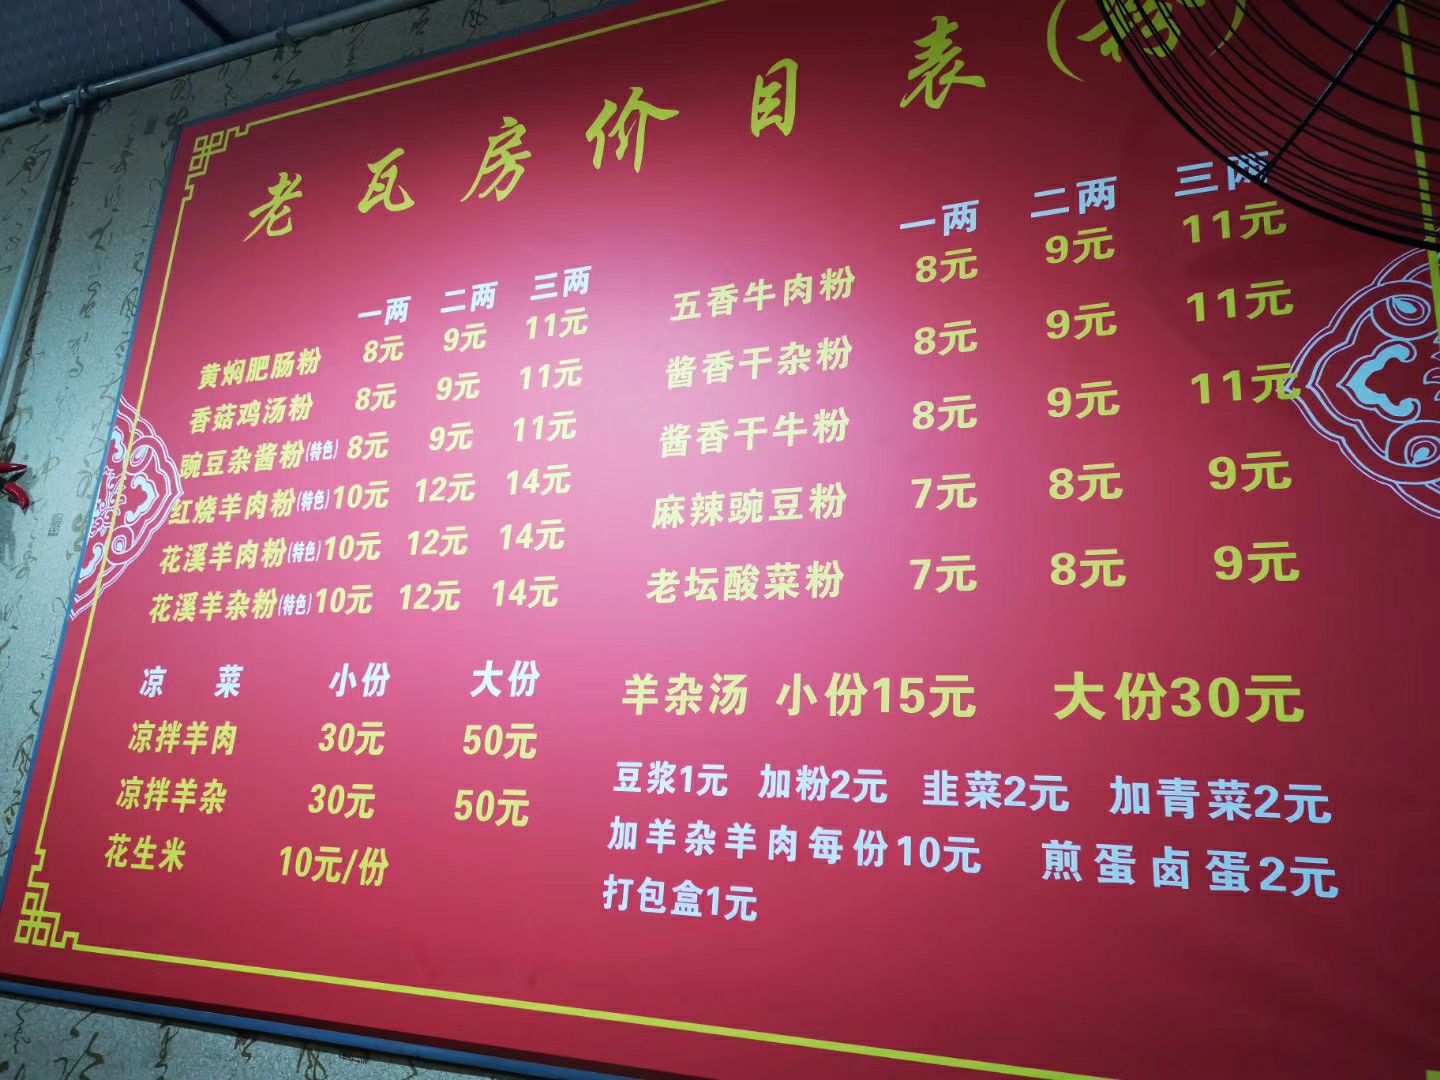 老瓦房价目表(粉)
一两 二两 三两
黄焖肥肠粉 8元 9元 11元
香菇鸡汤粉 8元 9元 11元
豌豆杂酱粉(特色) 8元 9元 11元
红烧羊肉粉(特色) 10元 12元 14元
花溪羊肉粉(特色) 10元 12元 14元
花溪羊杂粉(特色) 10元 12元 14元
一两 二两 三两
五香牛肉粉 8元 9元 11元
酱香干杂粉 8元 9元 11元
酱香干牛粉 8元 9元 11元
麻辣豌豆粉 7元 8元 9元
老坛酸菜粉 7元 8元 9元
凉菜 小份 大份
凉拌羊肉 30元 50元
凉拌羊杂 30元 50元
花生米 10元/份
羊杂汤 小份15元 大份30元
豆浆1元 加粉2元 韭菜2元 加青菜2元
加羊杂羊肉每份10元 煎蛋卤蛋2元
打包盒1元